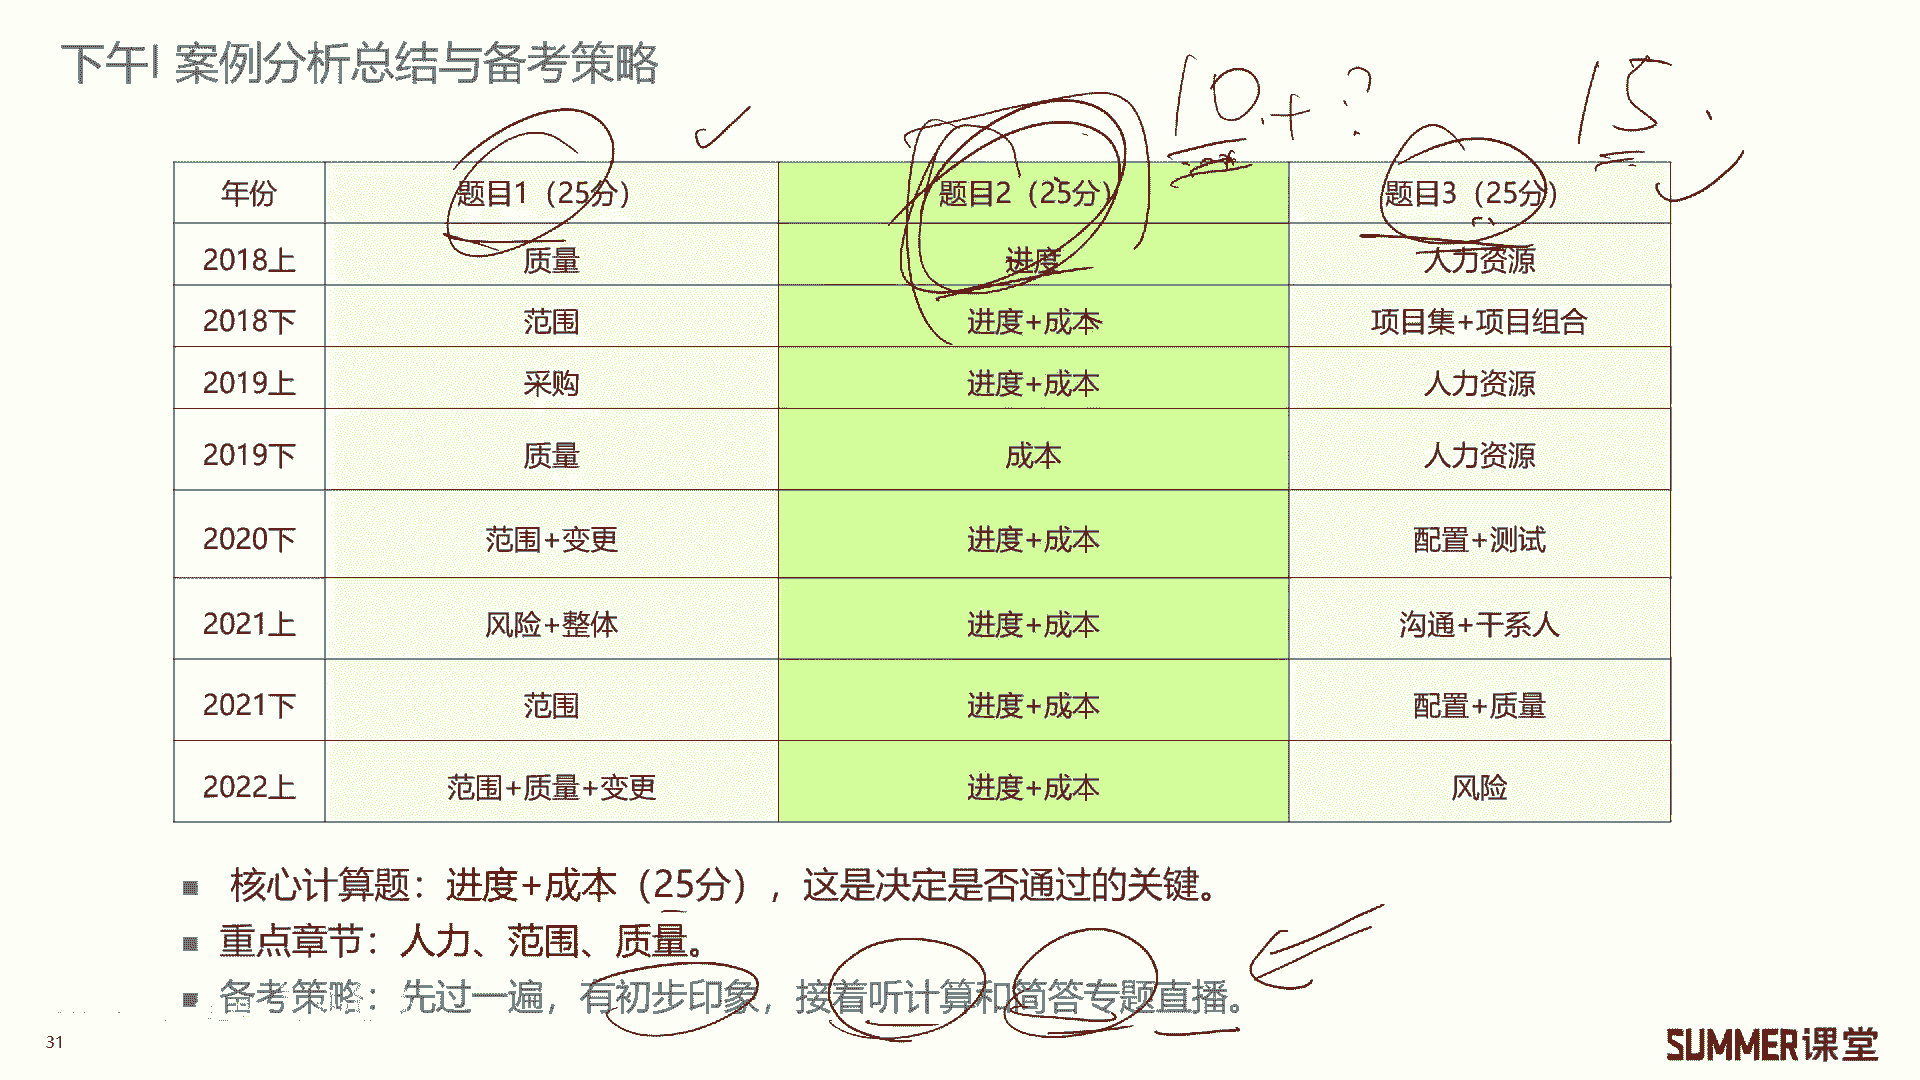 下午I 案例分析总结与备考策略
10.+?
15
年份 题目1（25分） 题目2（25分） 题目3（25分）
2018上 质量 进度 人力资源
2018下 范围 进度+成本 项目集+项目组合
2019上 采购 进度+成本 人力资源
2019下 质量 成本 人力资源
2020下 范围+变更 进度+成本 配置+测试
2021上 风险+整体 进度+成本 沟通+干系人
2021下 范围 进度+成本 配置+质量
2022上 范围+质量+变更 进度+成本 风险
核心计算题：进度+成本（25分），这是决定是否通过的关键。
重点章节：人力、范围、质量。
备考策略：先过一遍，有初步印象，接着听计算和简答专题直播。
31
SUMMER课堂